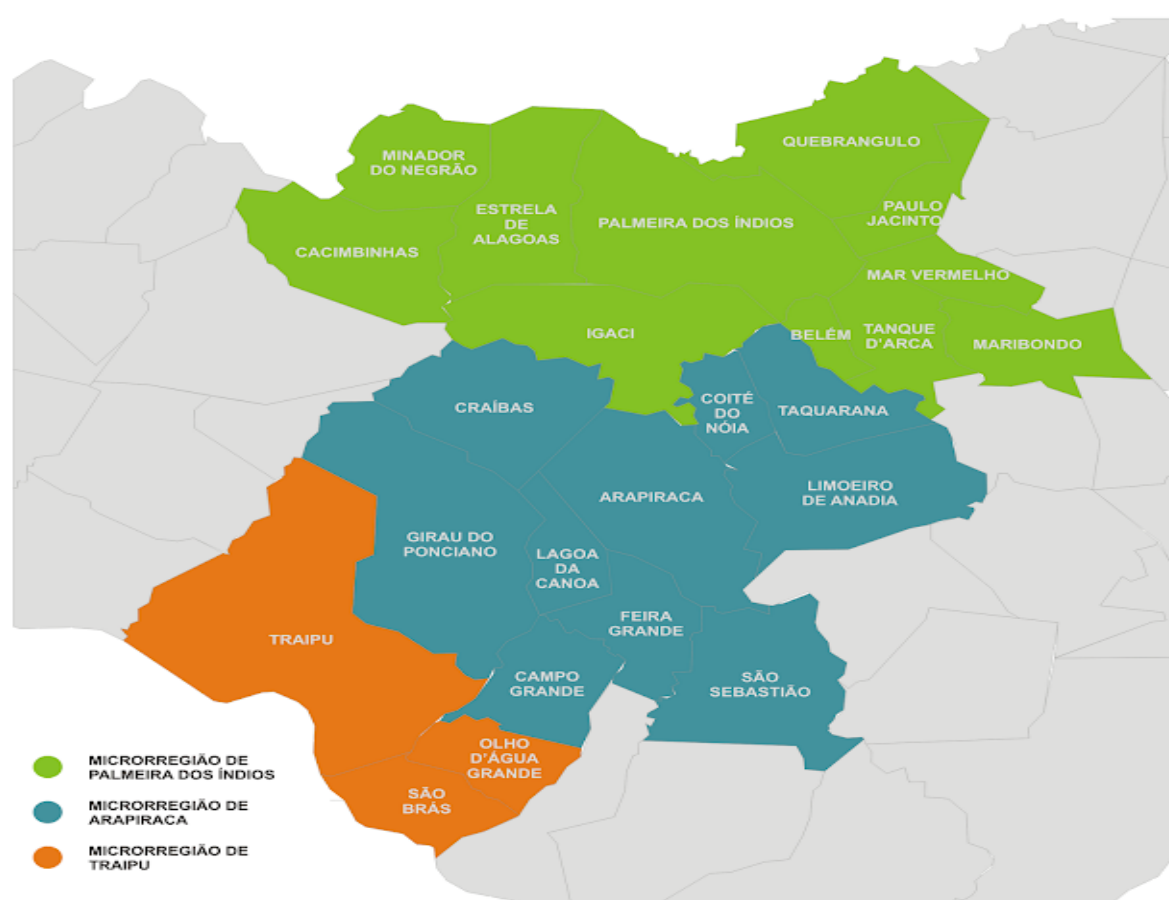 QUEBRANGULO
MINADOR
DO NEGRÃO
ESTRELA
DE
ALAGOAS
PALMEIRA DOS ÍNDIOS
PAULO
JACINTO
CACIMBINHAS
MAR VERMELHO
IGACI
BELÉM
TANQUE
D'ARCA
MARIBONDO
CRAÍBAS
COITÉ
DO
NÓIA
TAQUARANA
ARAPIRACA
LIMOEIRO
DE ANADIA
GIRAU DO
PONCIANO
LAGOA
DA
CANOA
FEIRA
GRANDE
TRAIPU
CAMPO
GRANDE
SÃO
SEBASTIÃO
OLHO
D'ÁGUA
GRANDE
SÃO
BRÁS
MICRORREGIÃO DE
PALMEIRA DOS ÍNDIOS
MICRORREGIÃO DE
ARAPIRACA
MICRORREGIÃO DE
TRAIPU